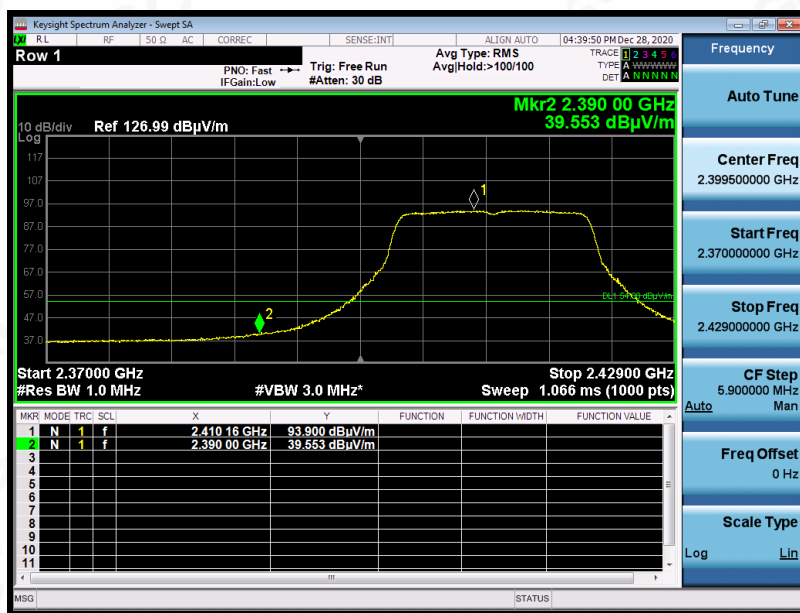 Keysight Spectrum Analyzer - Swept SA
LXI RL RF 50 Ω AC CORREC SENSE:INT ALIGN AUTO 04:39:50 PM Dec 28, 2020
Row 1
PNO: Fast
IFGain:Low
Trig: Free Run
#Atten: 30 dB
Avg Type: RMS
Avg|Hold:>100/100
TRACE 1 2 3 4 5 6
TYPE A WWWWW
DET A N N N N N
Mkr2 2.390 00 GHz
39.553 dBµV/m
10 dB/div Ref 126.99 dBµV/m
Log
117
107
97.0
87.0
77.0
67.0
57.0
47.0
37.0
1
2
DL1 54.00 dBµV/m
Start 2.37000 GHz Stop 2.42900 GHz
#Res BW 1.0 MHz #VBW 3.0 MHz* Sweep 1.066 ms (1000 pts)
MKR MODE TRC SCL X Y FUNCTION FUNCTION WIDTH FUNCTION VALUE
1 N 1 f 2.410 16 GHz 93.900 dBµV/m
2 N 1 f 2.390 00 GHz 39.553 dBµV/m
3
4
5
6
7
8
9
10
11
MSG STATUS
Frequency
Auto Tune
Center Freq
2.399500000 GHz
Start Freq
2.370000000 GHz
Stop Freq
2.429000000 GHz
CF Step
5.900000 MHz
Auto Man
Freq Offset
0 Hz
Scale Type
Log Lin